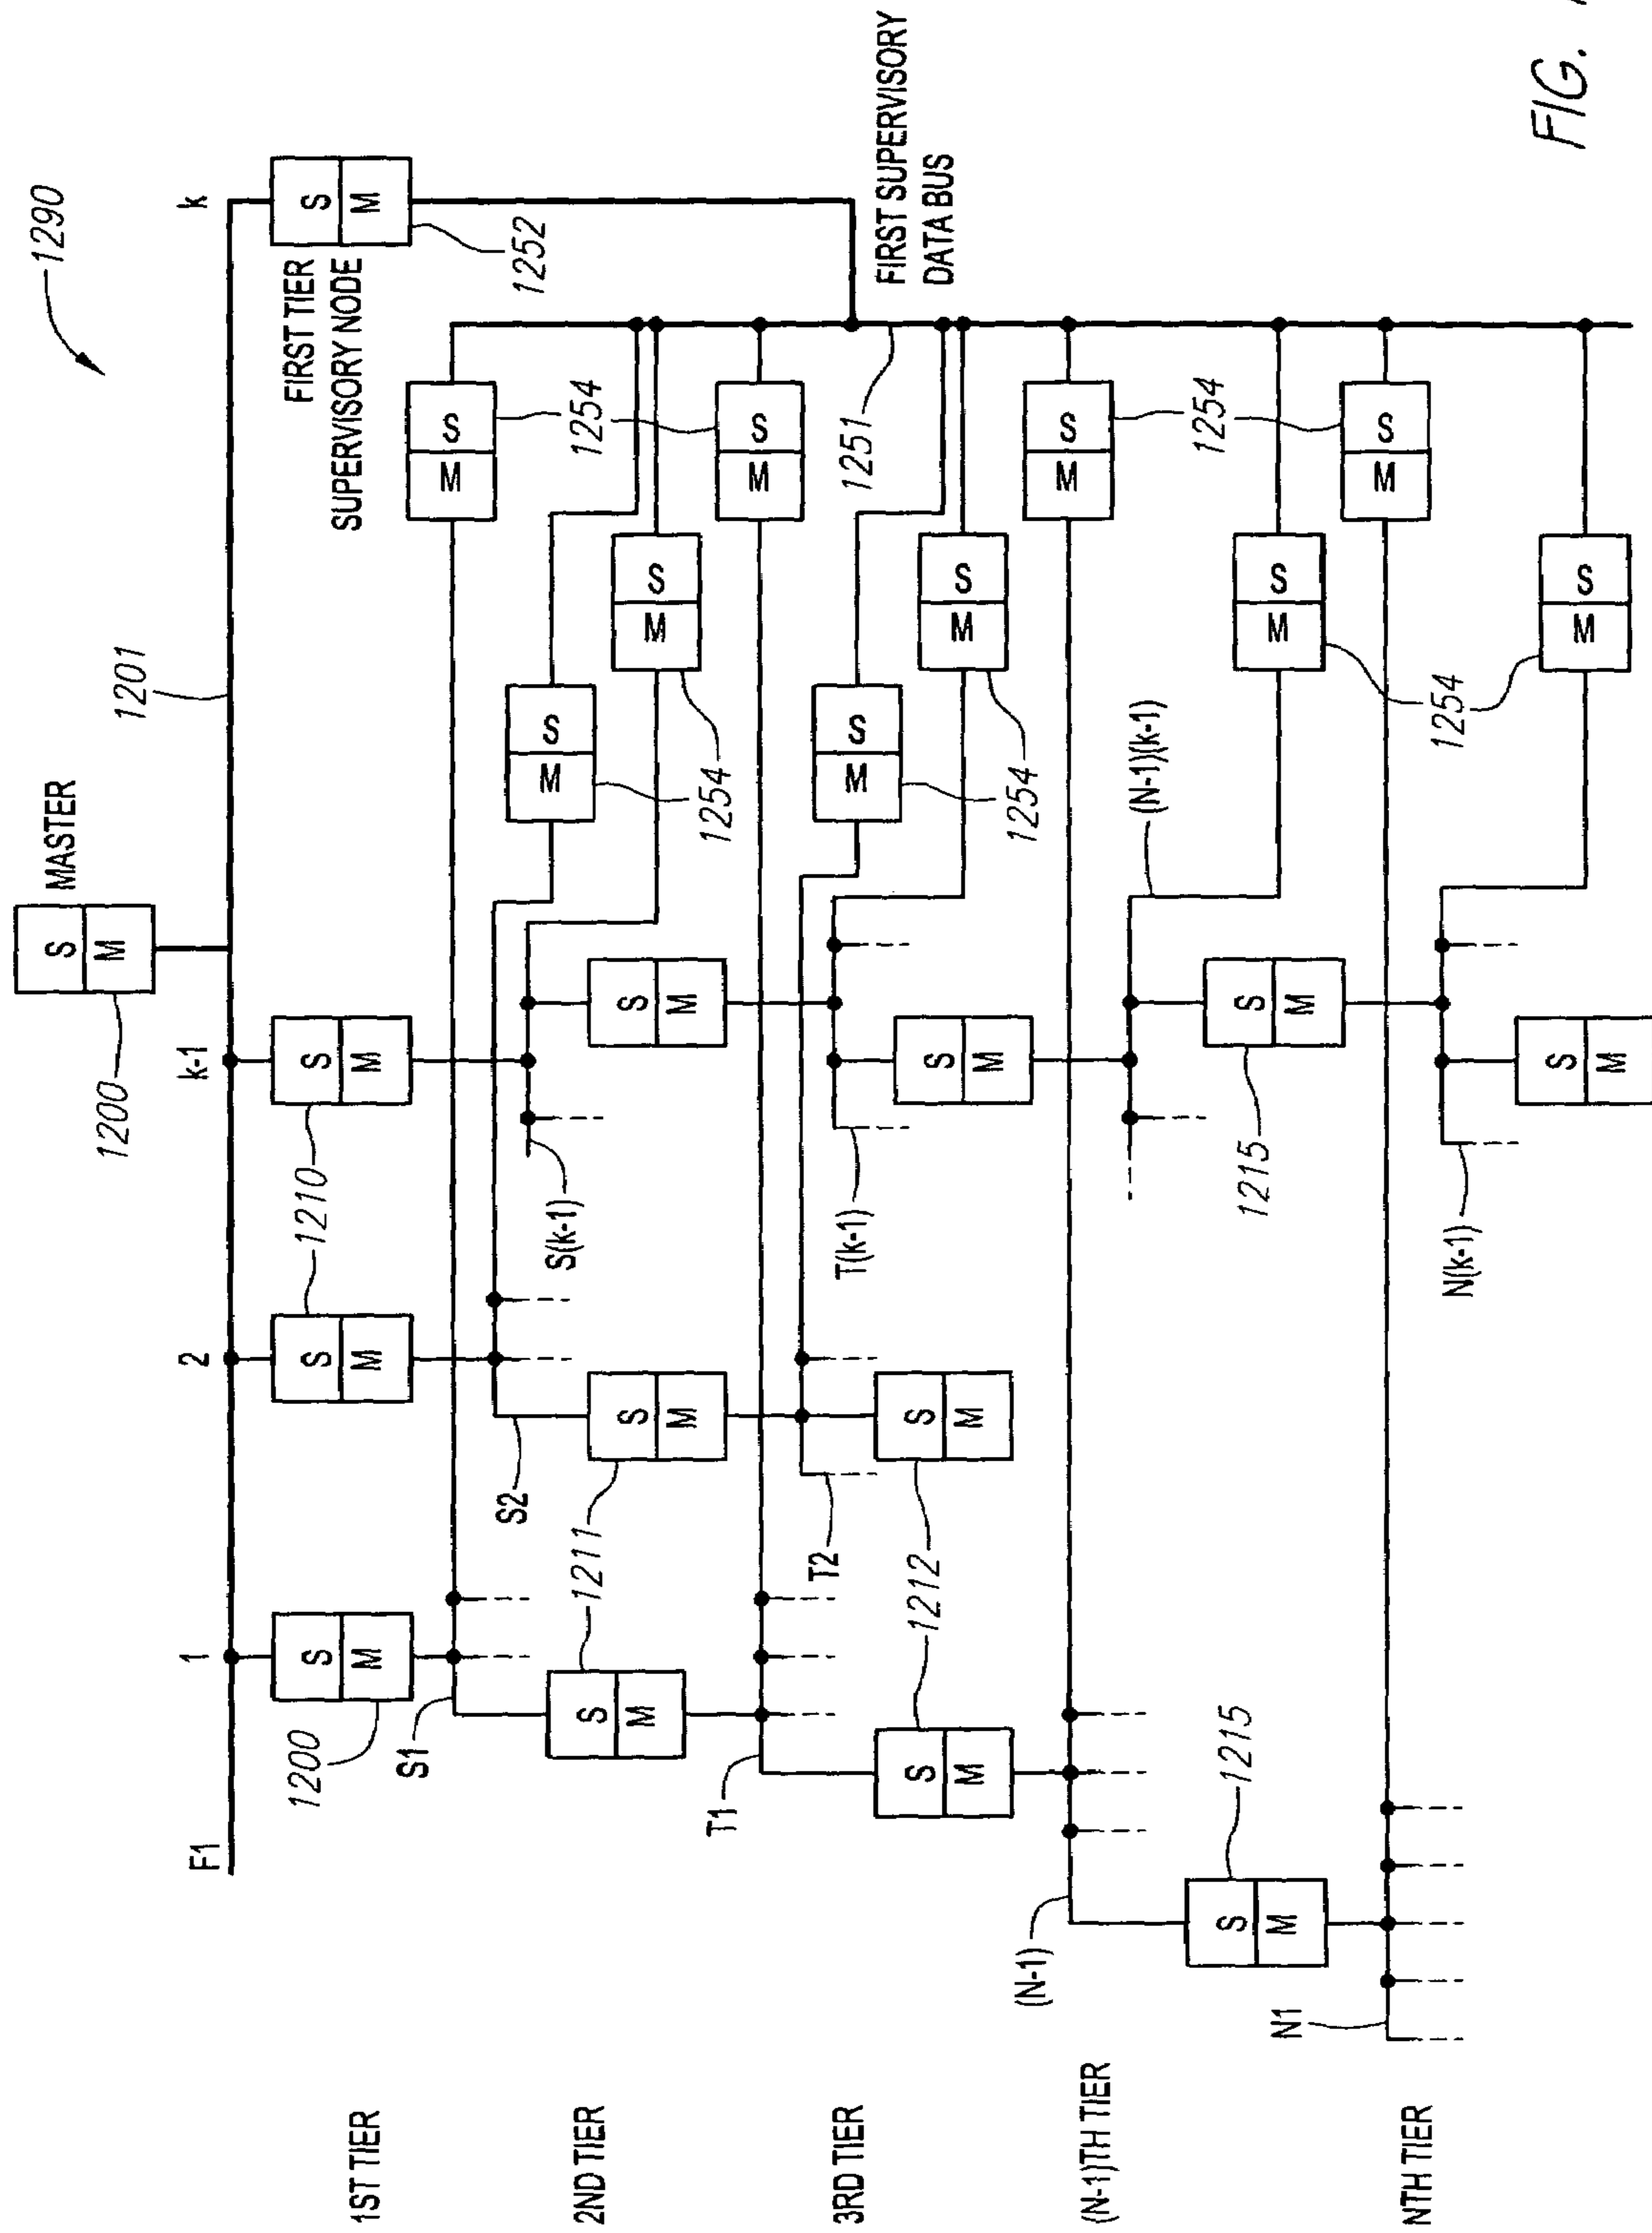 1290
S MASTER
M
1200
1201
F1 1 2 k-1 k
FIRST TIER
SUPERVISORY NODE
1ST TIER
S S S S
M M M M
1200
1210
1252
S1
M S
S2
M S
1254
S(k-1)
2ND TIER
1211
S S S
M M M
M S
1254
T1
M S
T2
M S
1254
1251
T(k-1)
FIRST SUPERVISORY
DATA BUS
3RD TIER
1212
S S S
M M M
M S
1254
(N-1)
M S
(N-1)(k-1)
1254
(N-1)TH TIER
1215
S S
M M
1215
M S
N1
M S
1254
N(k-1)
NTH TIER
S
M
M S
FIG.